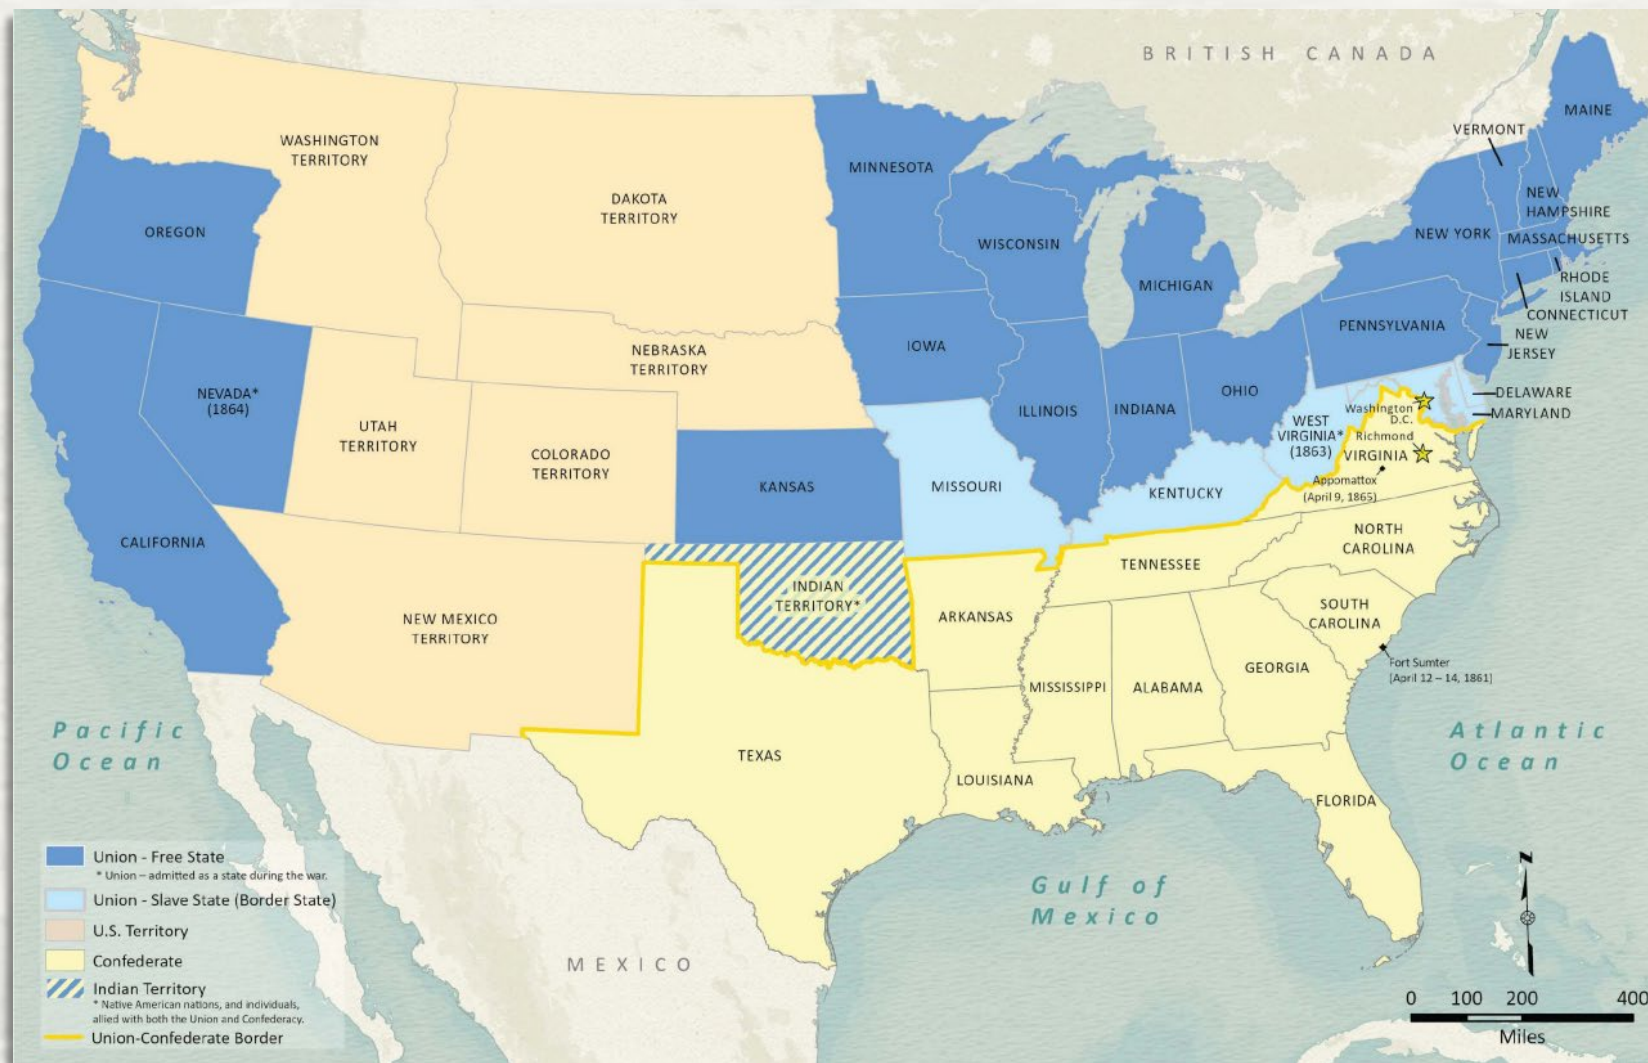 BRITISH CANADA
MAINE
VERMONT
WASHINGTON
TERRITORY
MINNESOTA
DAKOTA
TERRITORY
NEW
HAMPSHIRE
OREGON
WISCONSIN
NEW YORK
MASSACHUSETTS
MICHIGAN
RHODE
ISLAND
CONNECTICUT
PENNSYLVANIA
NEW
JERSEY
IOWA
NEBRASKA
TERRITORY
NEVADA*
(1864)
OHIO
DELAWARE
MARYLAND
ILLINOIS
INDIANA
Washington
D.C.
WEST
VIRGINIA*
(1863)
Richmond
VIRGINIA
UTAH
TERRITORY
COLORADO
TERRITORY
KANSAS
MISSOURI
KENTUCKY
Appomattox
(April 9, 1865)
CALIFORNIA
NORTH
CAROLINA
TENNESSEE
INDIAN
TERRITORY*
ARKANSAS
SOUTH
CAROLINA
NEW MEXICO
TERRITORY
GEORGIA
Fort Sumter
(April 12 – 14, 1861)
MISSISSIPPI
ALABAMA
Pacific
Ocean
Atlantic
Ocean
TEXAS
LOUISIANA
FLORIDA
Gulf of
Mexico
MEXICO
Union - Free State
* Union – admitted as a state during the war.
Union - Slave State (Border State)
U.S. Territory
Confederate
Indian Territory
* Native American nations, and individuals,
allied with both the Union and Confederacy.
Union-Confederate Border
N
0 100 200 400
Miles